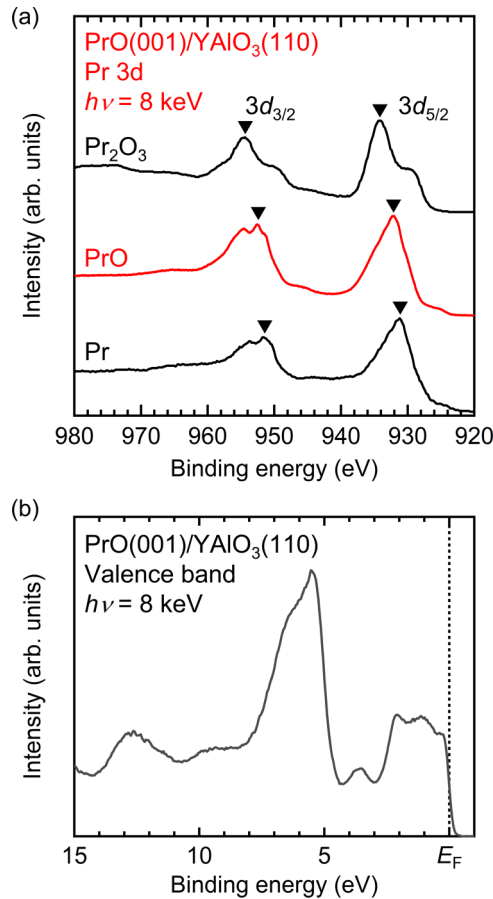 (a)
PrO(001)/YAlO₃(110)
Pr 3d
hν = 8 keV
3d₃/₂
3d₅/₂
Pr₂O₃
PrO
Pr
Intensity (arb. units)
980 970 960 950 940 930 920
Binding energy (eV)
(b)
PrO(001)/YAlO₃(110)
Valence band
hν = 8 keV
Intensity (arb. units)
15 10 5 E_F
Binding energy (eV)